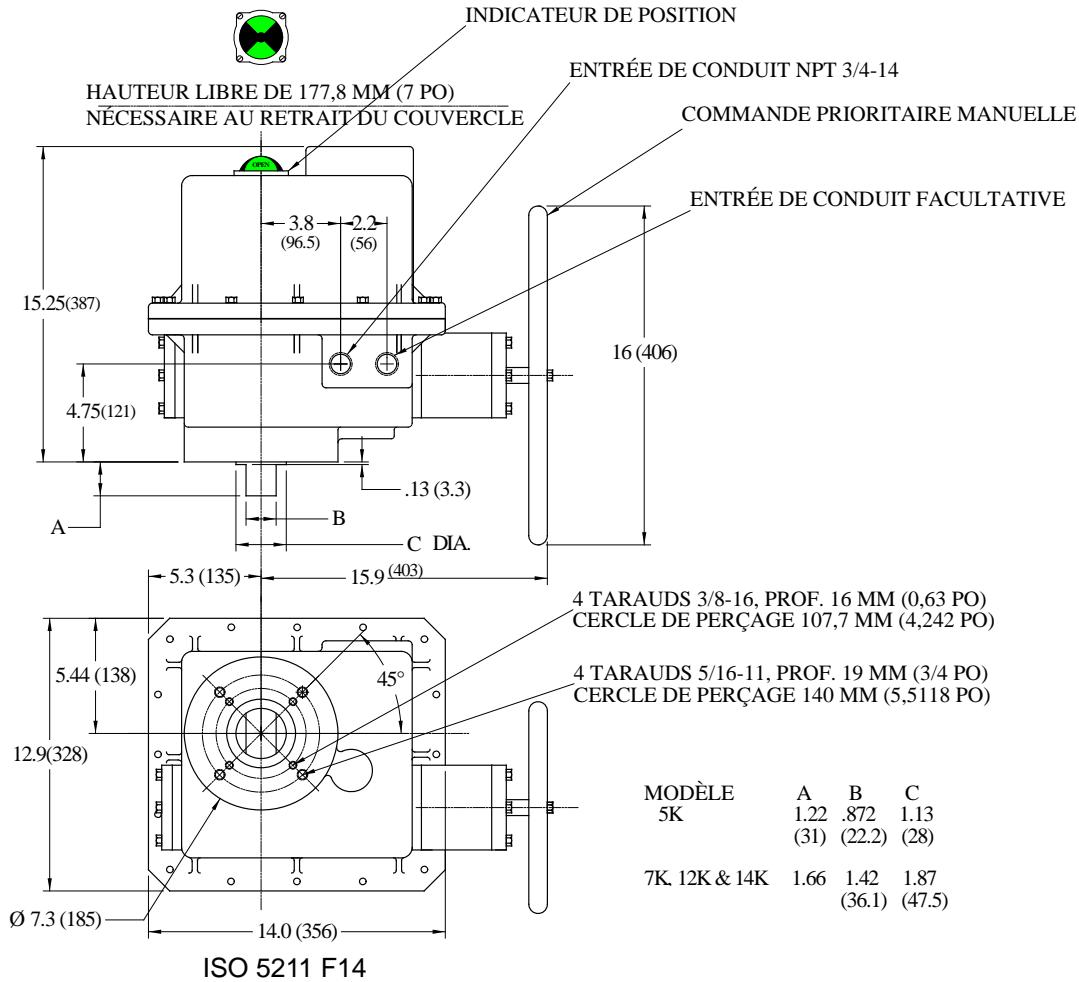 INDICATEUR DE POSITION
ENTRÉE DE CONDUIT NPT 3/4-14
HAUTEUR LIBRE DE 177,8 MM (7 PO)
NÉCESSAIRE AU RETRAIT DU COUVERCLE
COMMANDE PRIORITAIRE MANUELLE
OPEN
ENTRÉE DE CONDUIT FACULTATIVE
3.8
(96.5)
2.2
(56)
15.25(387)
16 (406)
4.75(121)
.13 (3.3)
A
B
C DIA.
5.3 (135)
15.9 (403)
4 TARAUDS 3/8-16, PROF. 16 MM (0,63 PO)
CERCLE DE PERÇAGE 107,7 MM (4,242 PO)
5.44 (138)
45°
4 TARAUDS 5/16-11, PROF. 19 MM (3/4 PO)
CERCLE DE PERÇAGE 140 MM (5,5118 PO)
12.9(328)
MODÈLE A B C
5K 1.22 .872 1.13
(31) (22.2) (28)
7K, 12K & 14K 1.66 1.42 1.87
(36.1) (47.5)
Ø 7.3 (185)
14.0 (356)
ISO 5211 F14